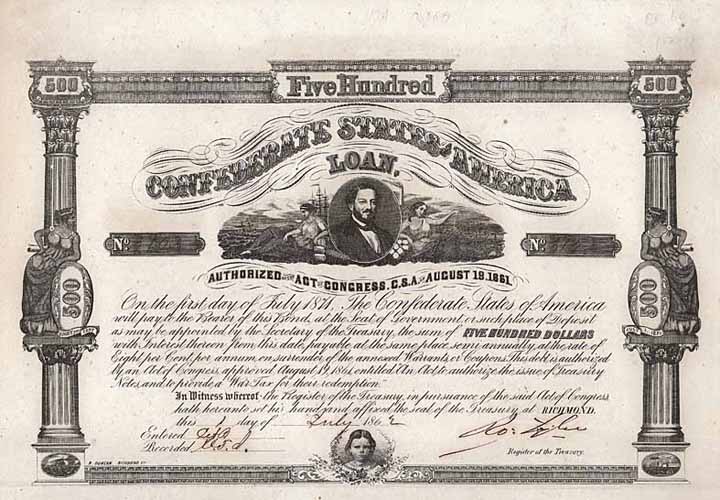 500 Five Hundred 500
CONFEDERATE STATES OF AMERICA
LOAN,
No No
AUTHORIZED BY ACT OF CONGRESS, C.S.A. OF AUGUST 19, 1861.
500 500
On the first day of July 1871, The Confederate States of America
will pay to the Bearer of this Bond, at the Seat of Government, or such place of Deposit
as may be appointed by the Secretary of the Treasury, the sum of FIVE HUNDRED DOLLARS
with Interest thereon from this date, payable at the same place semi annually, at the rate of
Eight per Cent per annum, on surrender of the annexed Warrants, or Coupons. This debt is authorized
by an Act of Congress, approved August 19, 1861, entitled "An Act to authorize the issue of Treasury
Notes, and to provide a War Tax for their redemption."
In Witness whereof the Register of the Treasury, in pursuance of the said Act of Congress,
hath hereunto set his hand, and affixed the seal of the Treasury, at RICHMOND,
this 1 day of July 1862
Entered
Recorded
Register of the Treasury.
B. DUNCAN